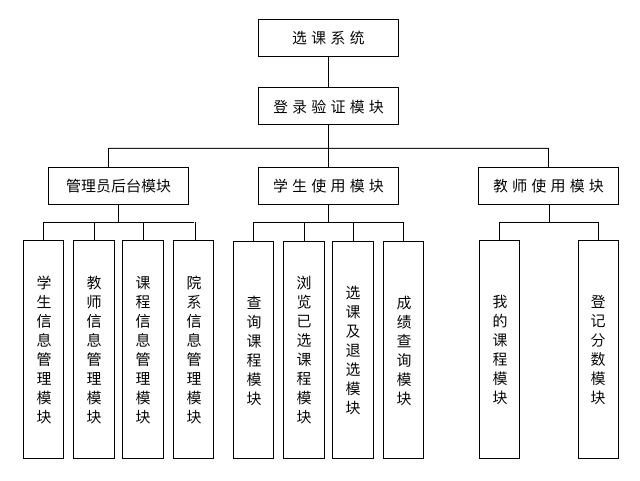 选课系统
登录验证模块
管理员后台模块
学生使用模块
教师使用模块
学生信息管理模块
教师信息管理模块
课程信息管理模块
院系信息管理模块
查询课程模块
浏览已选课程模块
选课及退选模块
成绩查询模块
我的课程模块
登记分数模块